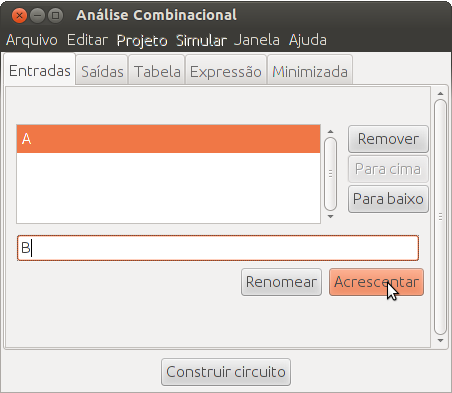 Análise Combinacional
Arquivo Editar Projeto Simular Janela Ajuda
Entradas Saídas Tabela Expressão Minimizada
A
Remover
Para cima
Para baixo
B
Renomear Acrescentar
Construir circuito